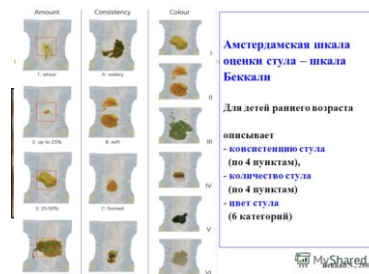 Amount Consistency Colour
I
1: smear A: watery
II
2: up to 25% B: soft
III
3: 25-50% C: formed
IV
V
VI
Амстердамская шкала
оценки стула – шкала
Беккали
Для детей раннего возраста
описывает
- консистенцию стула
(по 4 пунктам),
- количество стула
(по 4 пунктам)
- цвет стула
(6 категорий)
MyShared